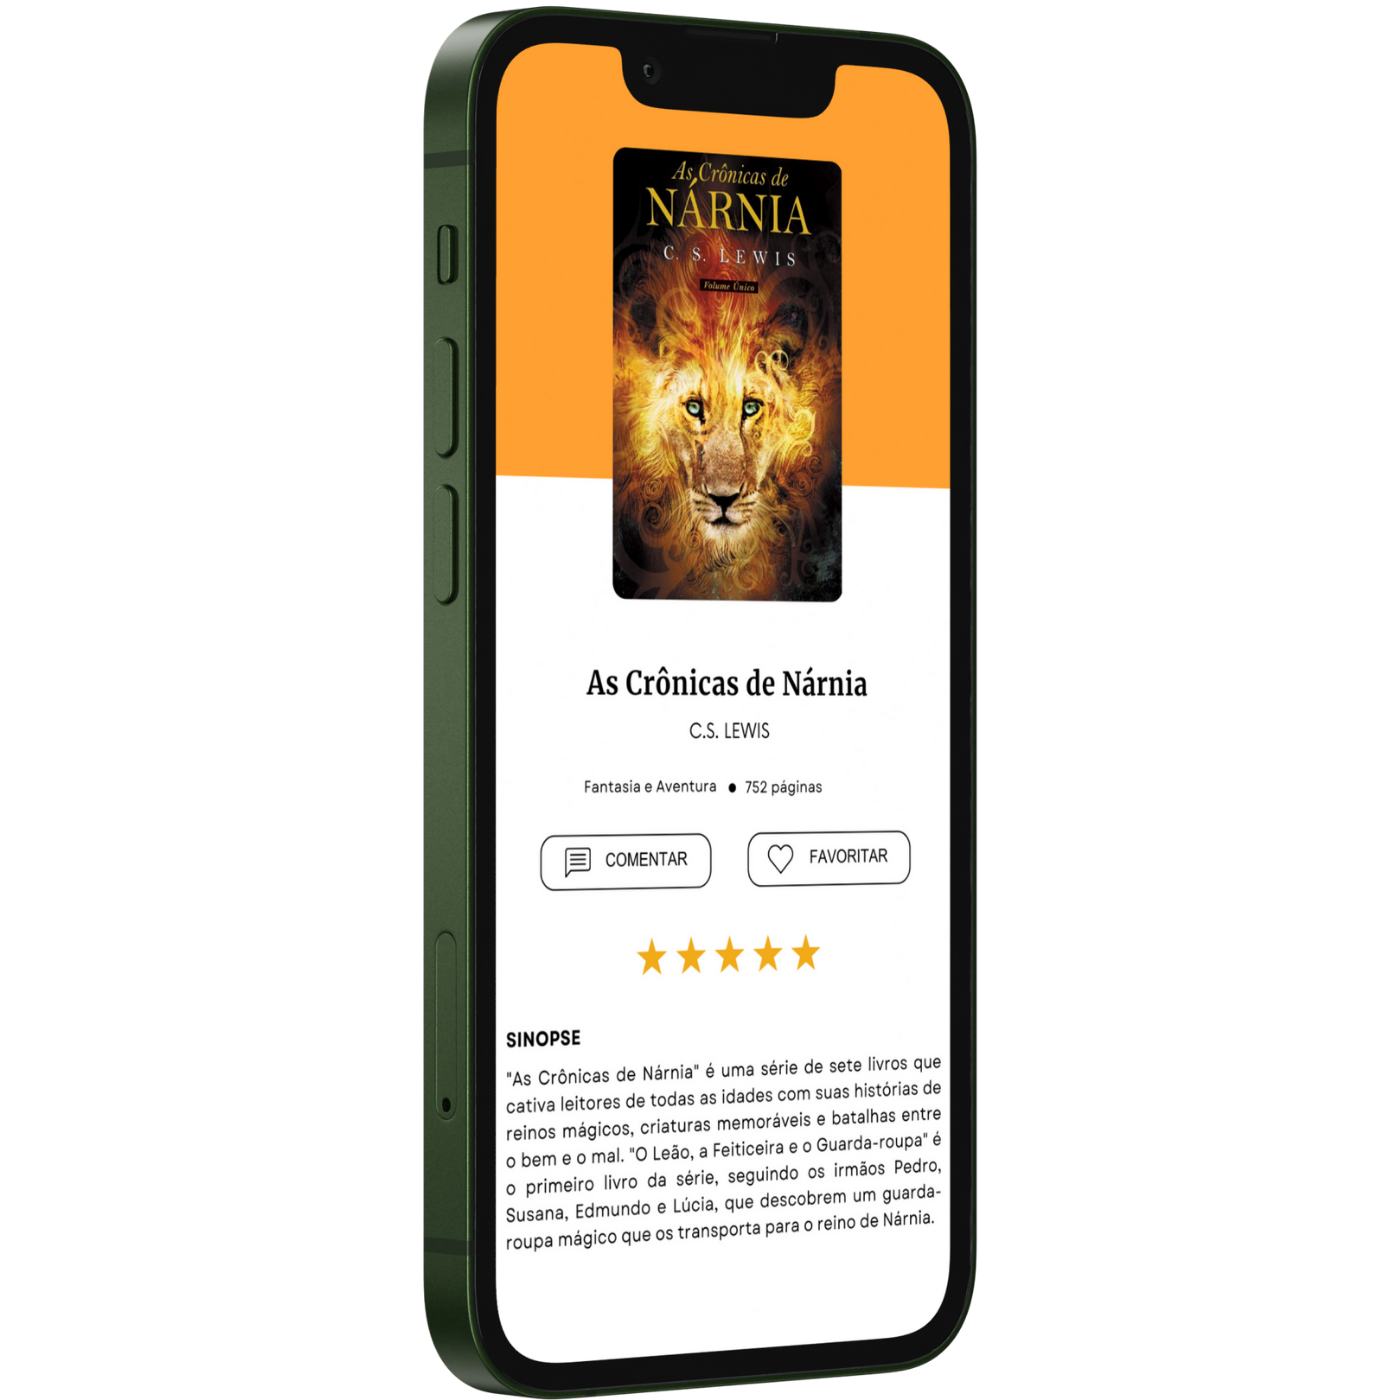 As Crônicas de
NÁRNIA
C. S. LEWIS
Volume Único
As Crônicas de Nárnia
C.S. LEWIS
Fantasia e Aventura ● 752 páginas
COMENTAR FAVORITAR
SINOPSE
"As Crônicas de Nárnia" é uma série de sete livros que
cativa leitores de todas as idades com suas histórias de
reinos mágicos, criaturas memoráveis e batalhas entre
o bem e o mal. "O Leão, a Feiticeira e o Guarda-roupa" é
o primeiro livro da série, seguindo os irmãos Pedro,
Susana, Edmundo e Lúcia, que descobrem um guarda-
roupa mágico que os transporta para o reino de Nárnia.